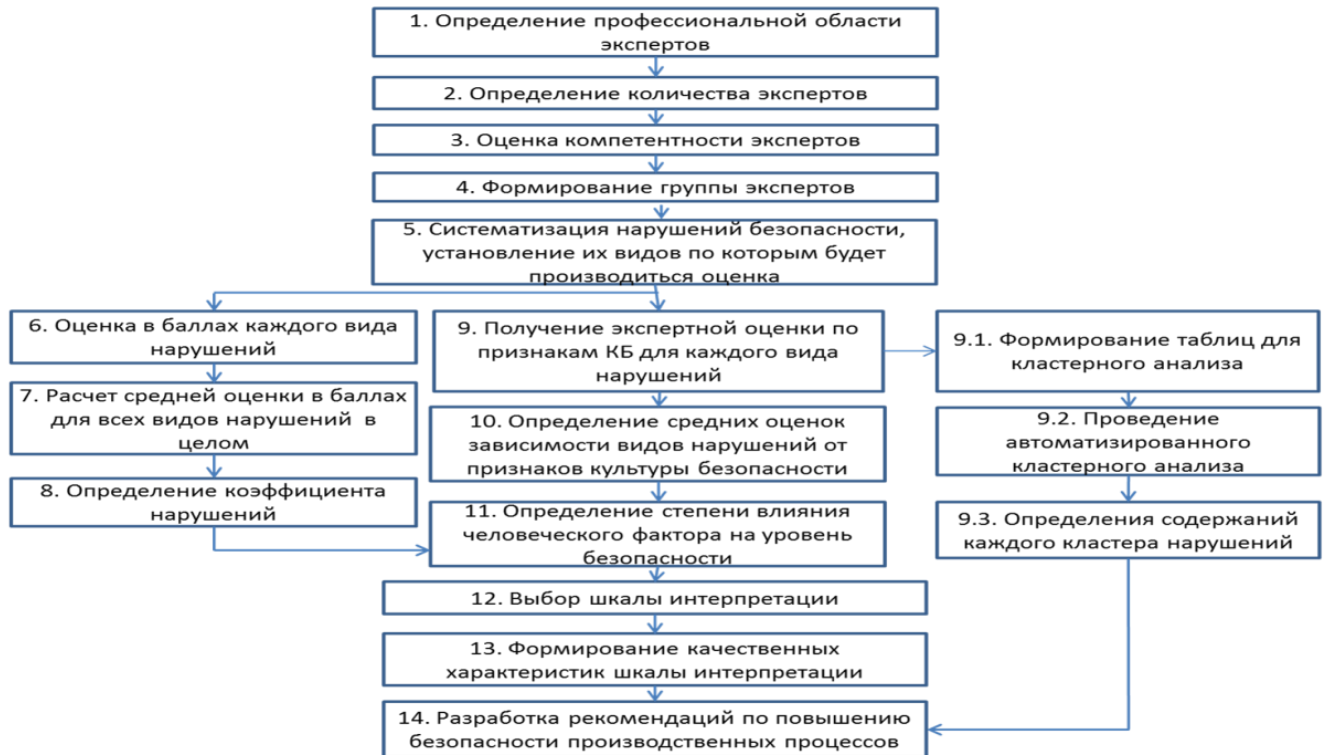 1. Определение профессиональной области
экспертов
2. Определение количества экспертов
3. Оценка компетентности экспертов
4. Формирование группы экспертов
5. Систематизация нарушений безопасности,
установление их видов по которым будет
производиться оценка
6. Оценка в баллах каждого вида
нарушений
7. Расчет средней оценки в баллах
для всех видов нарушений в
целом
8. Определение коэффициента
нарушений
9. Получение экспертной оценки по
признакам КБ для каждого вида
нарушений
10. Определение средних оценок
зависимости видов нарушений от
признаков культуры безопасности
11. Определение степени влияния
человеческого фактора на уровень
безопасности
9.1. Формирование таблиц для
кластерного анализа
9.2. Проведение
автоматизированного
кластерного анализа
9.3. Определения содержаний
каждого кластера нарушений
12. Выбор шкалы интерпретации
13. Формирование качественных
характеристик шкалы интерпретации
14. Разработка рекомендаций по повышению
безопасности производственных процессов